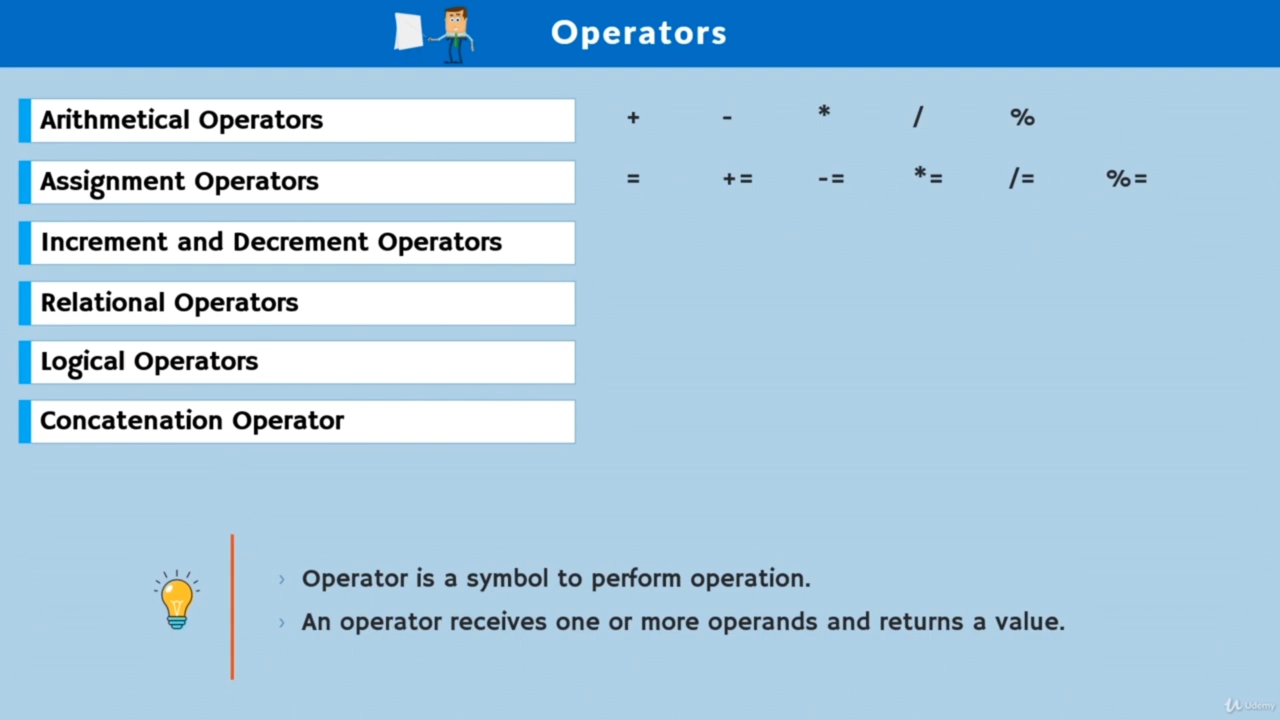 Operators
Arithmetical Operators + - * / %
Assignment Operators = += -= *= /= %=
Increment and Decrement Operators
Relational Operators
Logical Operators
Concatenation Operator
› Operator is a symbol to perform operation.
› An operator receives one or more operands and returns a value.
Udemy